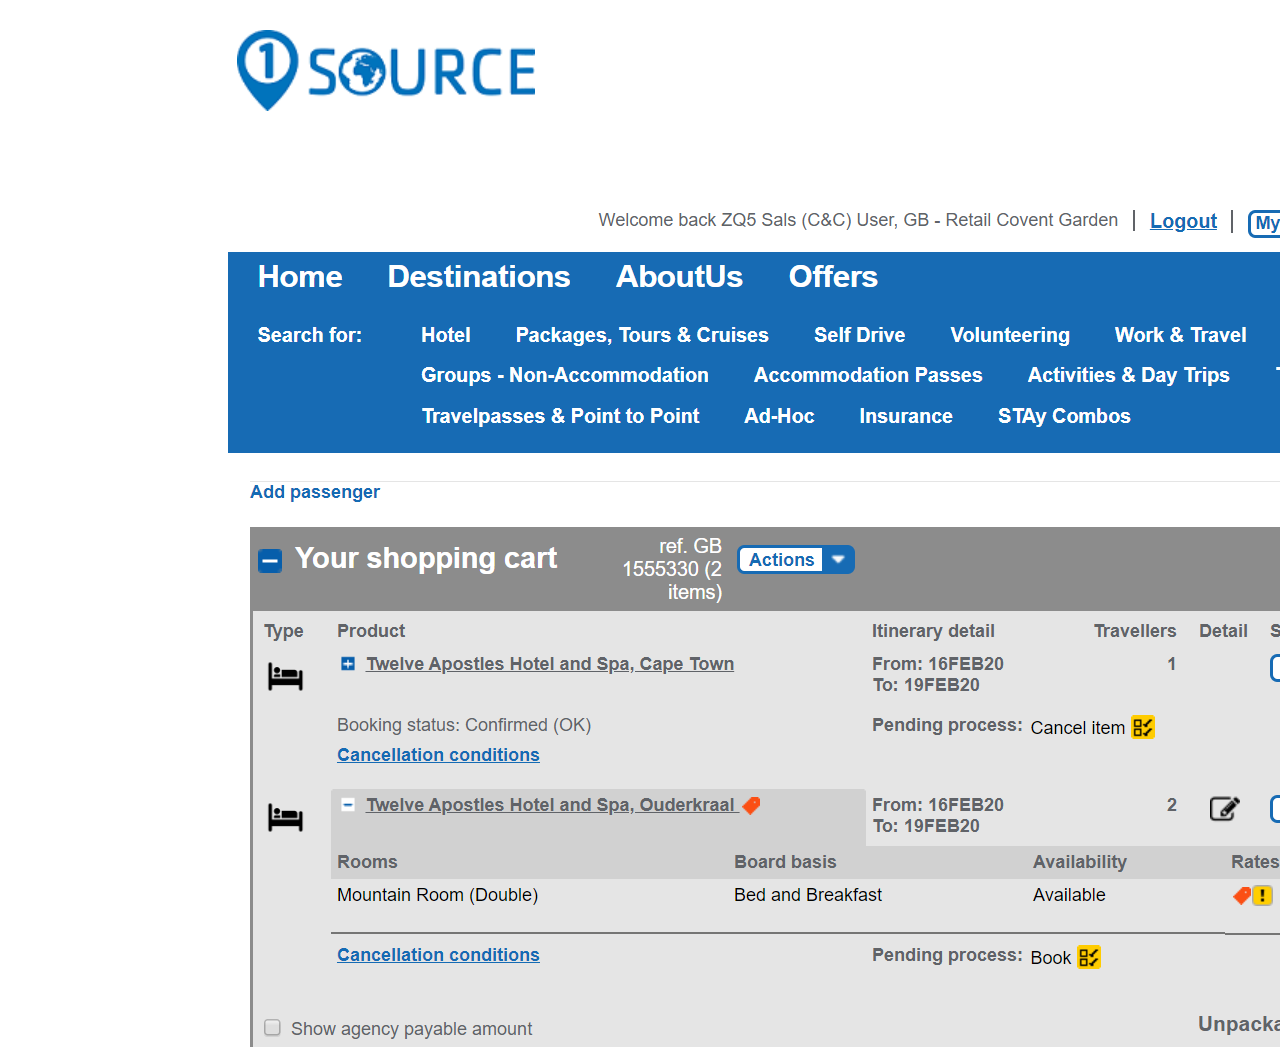 1 SOURCE
Welcome back ZQ5 Sals (C&C) User, GB - Retail Covent Garden | Logout | My
Home Destinations AboutUs Offers
Search for: Hotel Packages, Tours & Cruises Self Drive Volunteering Work & Travel
Groups - Non-Accommodation Accommodation Passes Activities & Day Trips
Travelpasses & Point to Point Ad-Hoc Insurance STAy Combos
Add passenger
Your shopping cart
ref. GB
1555330 (2
items)
Actions
Type Product Itinerary detail Travellers Detail S
Twelve Apostles Hotel and Spa, Cape Town From: 16FEB20 1
To: 19FEB20
Booking status: Confirmed (OK) Pending process: Cancel item
Cancellation conditions
Twelve Apostles Hotel and Spa, Ouderkraal From: 16FEB20 2
To: 19FEB20
Rooms Board basis Availability Rates
Mountain Room (Double) Bed and Breakfast Available
Cancellation conditions Pending process: Book
Show agency payable amount Unpacka